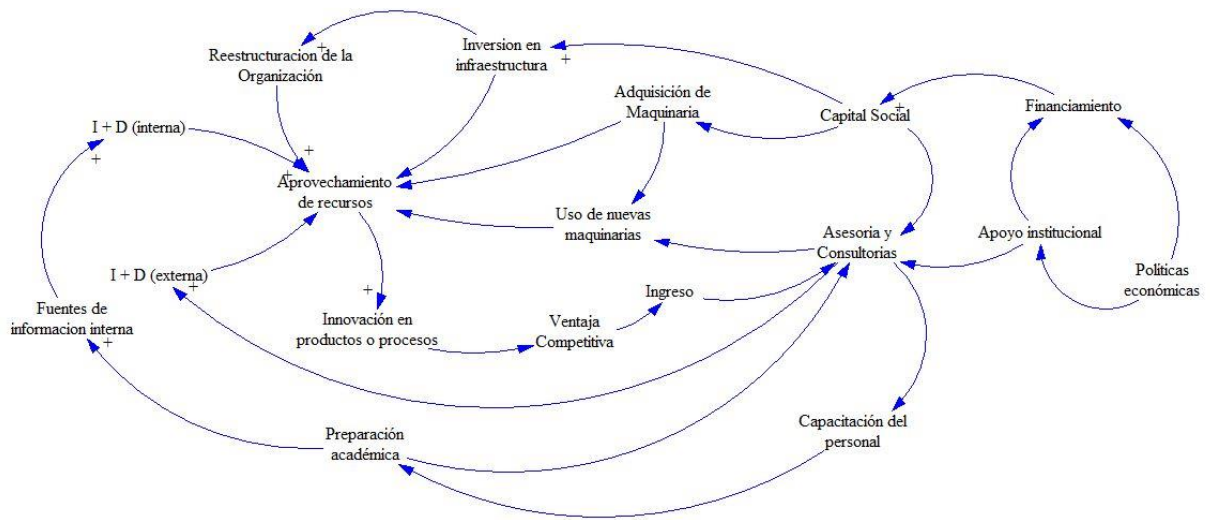 Reestructuracion de la
Organización
Inversion en
infraestructura
Adquisición de
Maquinaria
Capital Social
Financiamiento
I + D (interna)
Aprovechamiento
de recursos
Uso de nuevas
maquinarias
Asesoria y
Consultorias
Apoyo institucional
Políticas
económicas
I + D (externa)
Fuentes de
informacion interna
Innovación en
productos o procesos
Ventaja
Competitiva
Ingreso
Preparación
académica
Capacitación del
personal
+
+
+
+
+
+
+
+
+